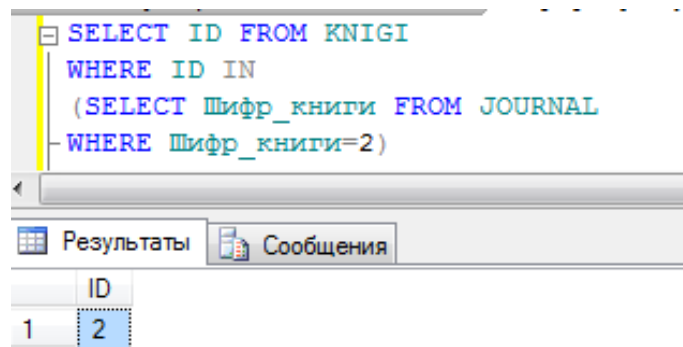 SELECT ID FROM KNIGI
WHERE ID IN
(SELECT Шифр_книги FROM JOURNAL
WHERE Шифр_книги=2)
Результаты Сообщения
ID
1 2